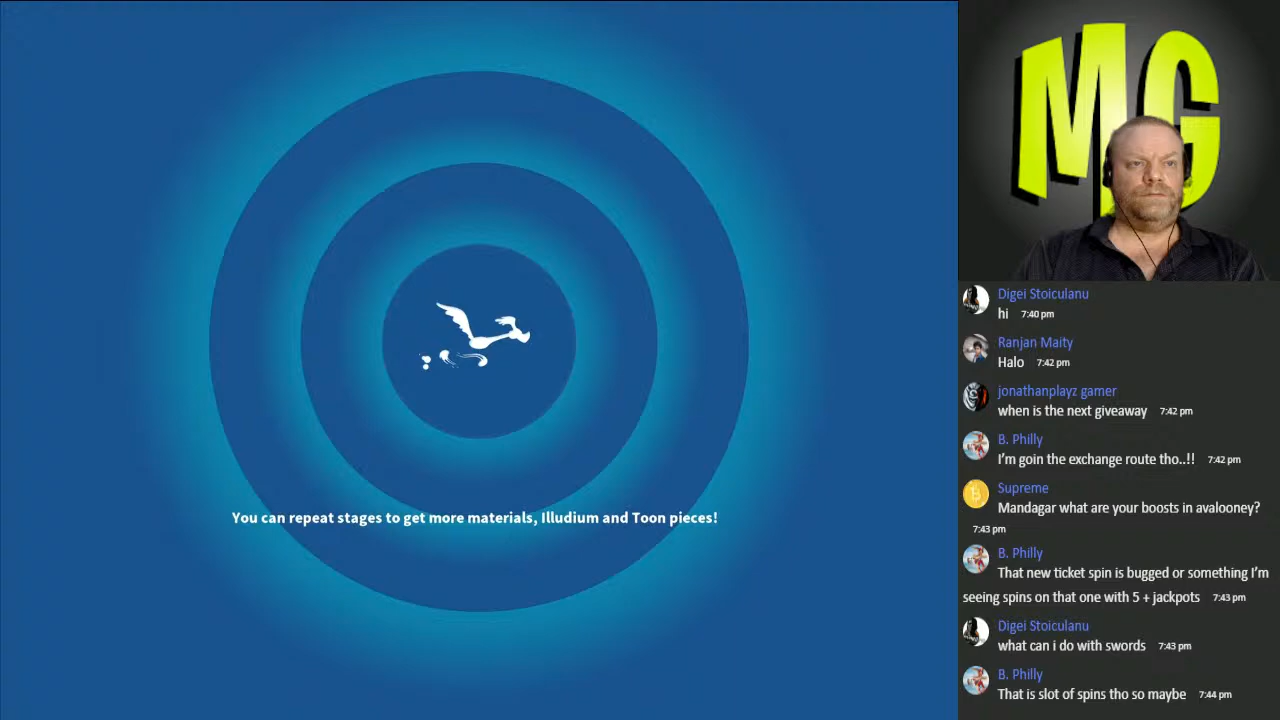 MG
You can repeat stages to get more materials, Illudium and Toon pieces!
Digei Stoiculanu
hi 7:40 pm
Ranjan Maity
Halo 7:42 pm
jonathanplayz gamer
when is the next giveaway 7:42 pm
B. Philly
I'm goin the exchange route tho..!! 7:42 pm
Supreme
Mandagar what are your boosts in avalooney?
7:43 pm
B. Philly
That new ticket spin is bugged or something I'm
seeing spins on that one with 5 + jackpots 7:43 pm
Digei Stoiculanu
what can i do with swords 7:43 pm
B. Philly
That is slot of spins tho so maybe 7:44 pm